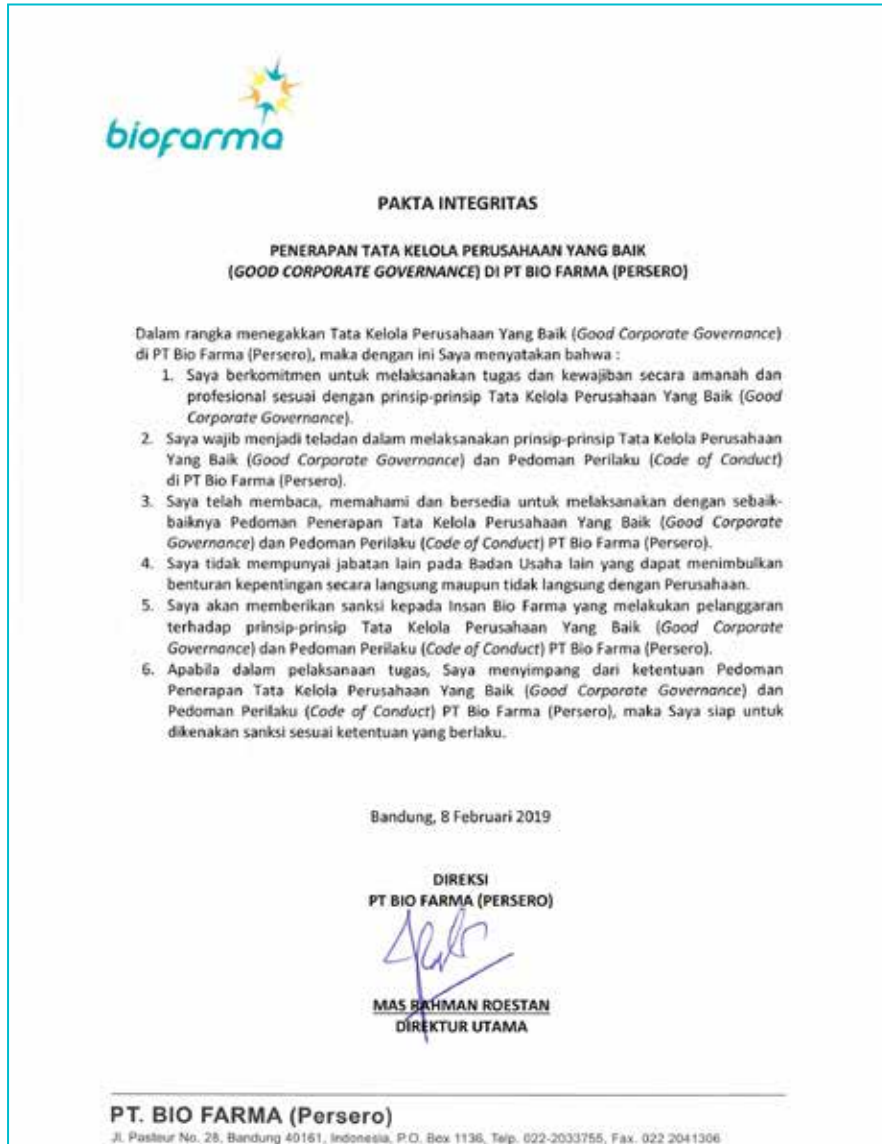 biofarma
PAKTA INTEGRITAS
PENERAPAN TATA KELOLA PERUSAHAAN YANG BAIK
(GOOD CORPORATE GOVERNANCE) DI PT BIO FARMA (PERSERO)
Dalam rangka menegakkan Tata Kelola Perusahaan Yang Baik (Good Corporate Governance)
di PT Bio Farma (Persero), maka dengan ini Saya menyatakan bahwa :
1. Saya berkomitmen untuk melaksanakan tugas dan kewajiban secara amanah dan
profesional sesuai dengan prinsip-prinsip Tata Kelola Perusahaan Yang Baik (Good
Corporate Governance).
2. Saya wajib menjadi teladan dalam melaksanakan prinsip-prinsip Tata Kelola Perusahaan
Yang Baik (Good Corporate Governance) dan Pedoman Perilaku (Code of Conduct)
di PT Bio Farma (Persero).
3. Saya telah membaca, memahami dan bersedia untuk melaksanakan dengan sebaik-
baiknya Pedoman Penerapan Tata Kelola Perusahaan Yang Baik (Good Corporate
Governance) dan Pedoman Perilaku (Code of Conduct) PT Bio Farma (Persero).
4. Saya tidak mempunyai jabatan lain pada Badan Usaha lain yang dapat menimbulkan
benturan kepentingan secara langsung maupun tidak langsung dengan Perusahaan.
5. Saya akan memberikan sanksi kepada Insan Bio Farma yang melakukan pelanggaran
terhadap prinsip-prinsip Tata Kelola Perusahaan Yang Baik (Good Corporate
Governance) dan Pedoman Perilaku (Code of Conduct) PT Bio Farma (Persero).
6. Apabila dalam pelaksanaan tugas, Saya menyimpang dari ketentuan Pedoman
Penerapan Tata Kelola Perusahaan Yang Baik (Good Corporate Governance) dan
Pedoman Perilaku (Code of Conduct) PT Bio Farma (Persero), maka Saya siap untuk
dikenakan sanksi sesuai ketentuan yang berlaku.
Bandung, 8 Februari 2019
DIREKSI
PT BIO FARMA (PERSERO)
MAS RAHMAN ROESTAN
DIREKTUR UTAMA
PT. BIO FARMA (Persero)
Jl. Pasteur No. 28, Bandung 40161, Indonesia, P.O. Box 1136, Telp. 022-2033755, Fax. 022 2041306